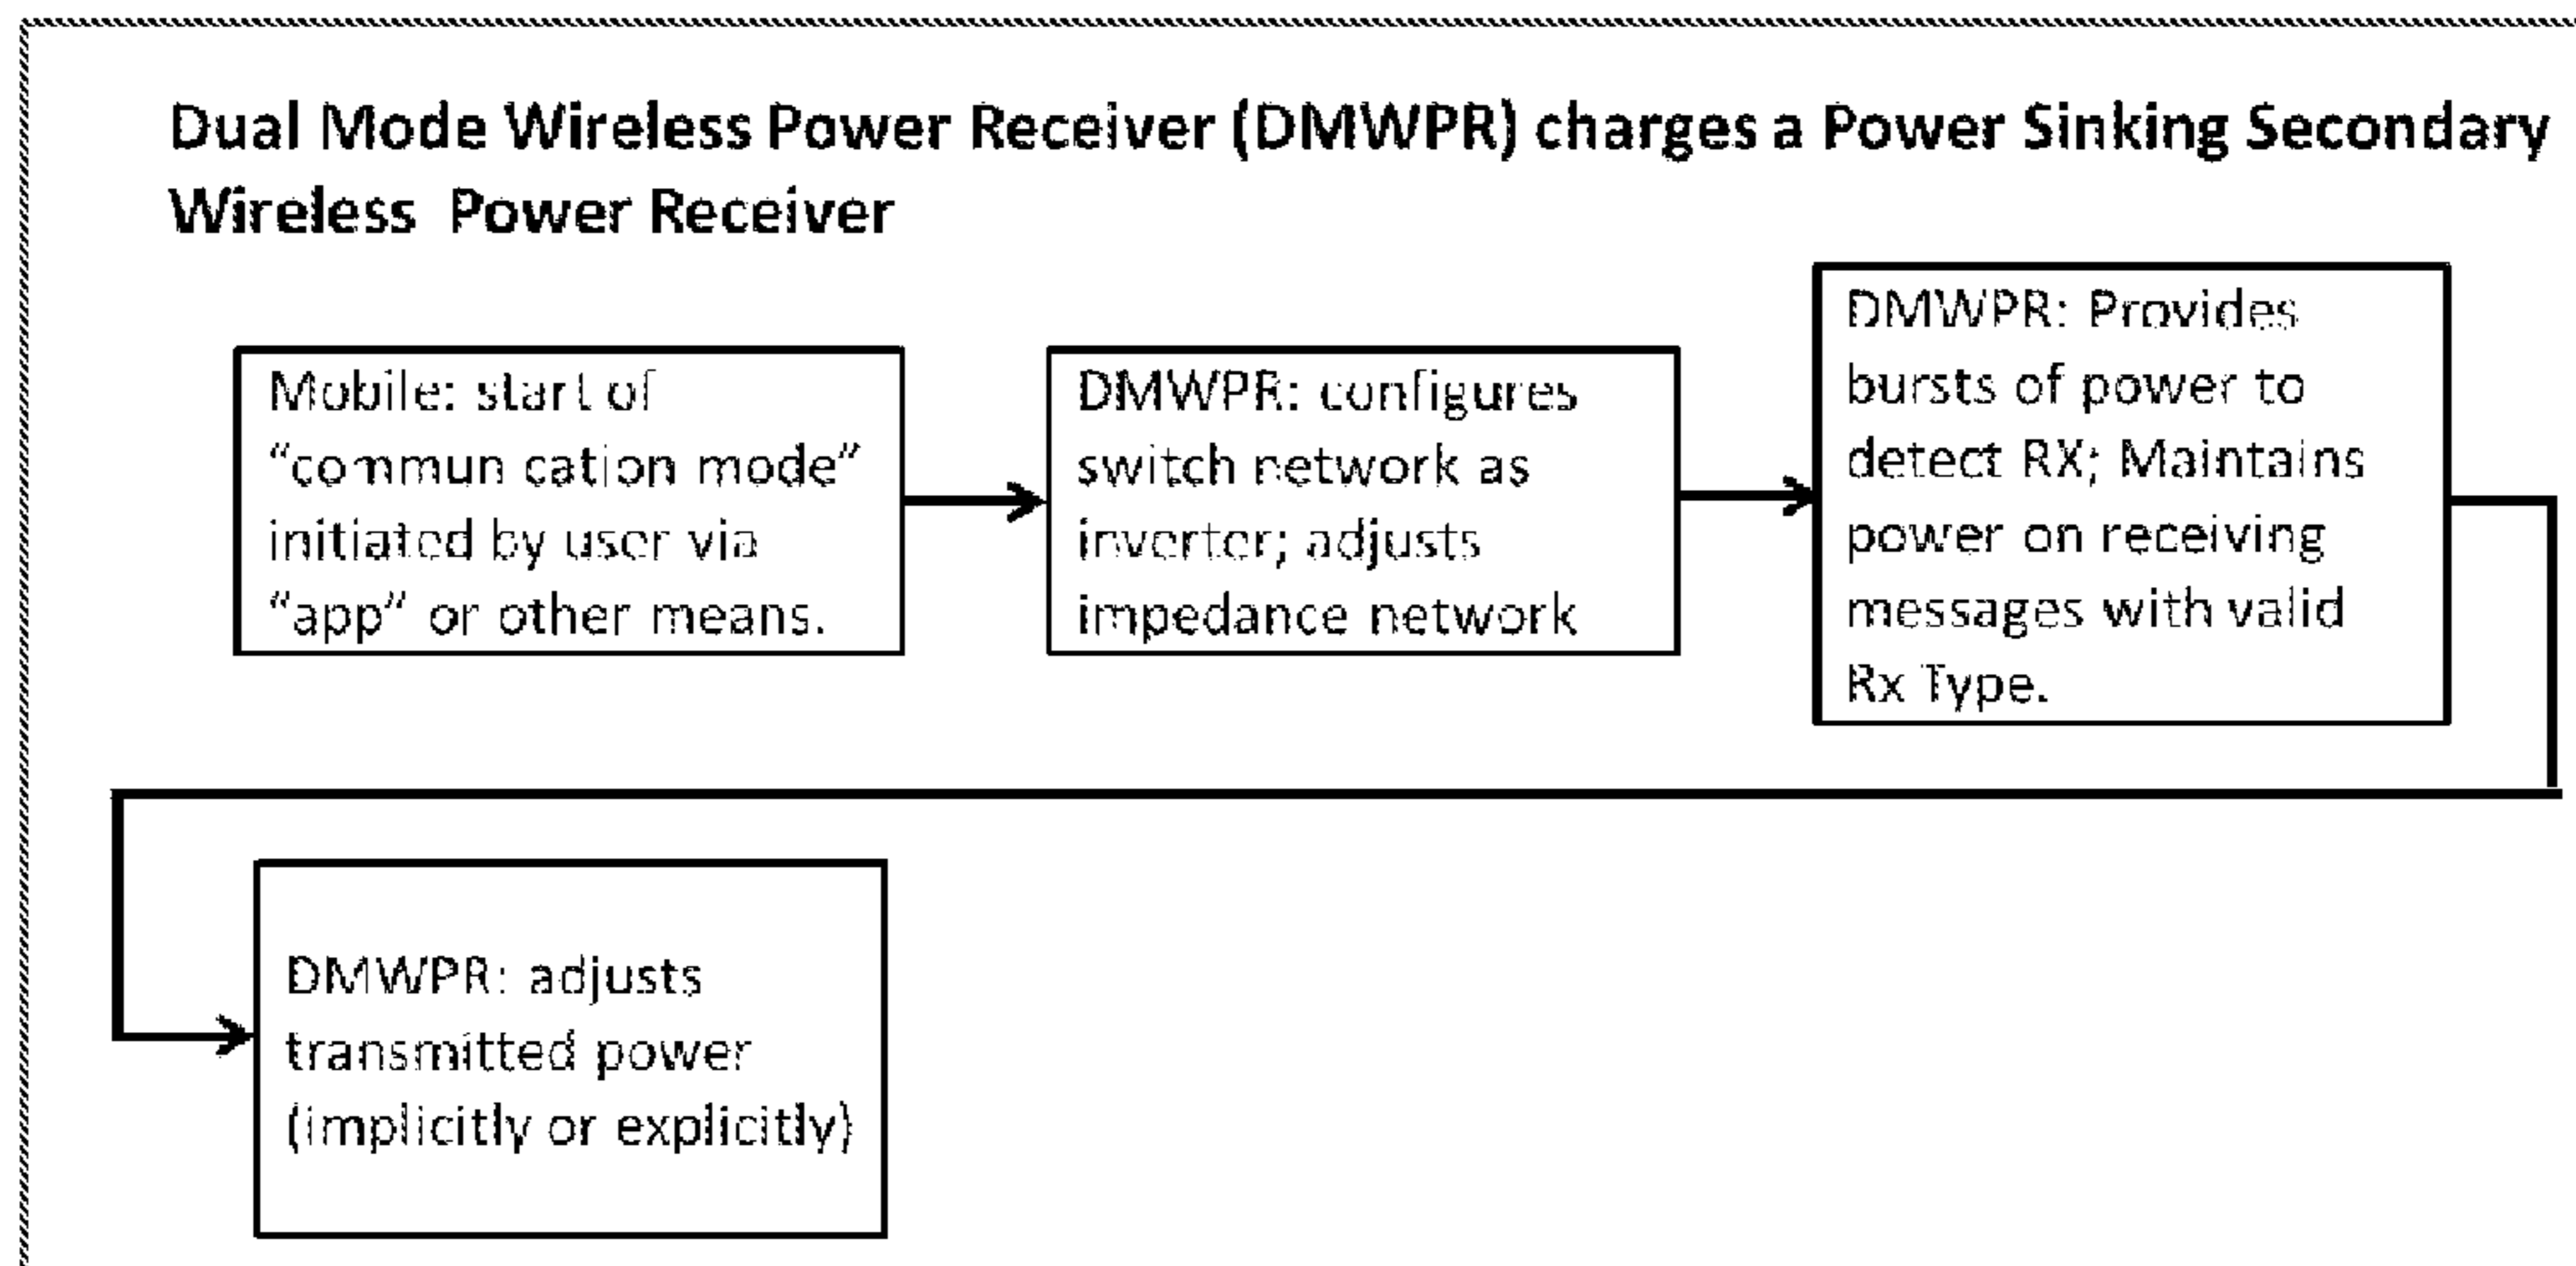 Dual Mode Wireless Power Receiver (DMWPR) charges a Power Sinking Secondary
Wireless Power Receiver
Mobile: start of
“commun cation mode”
initiated by user via
“app” or other means.
DMWPR: configures
switch network as
inverter; adjusts
impedance network
DMWPR: Provides
bursts of power to
detect RX; Maintains
power on receiving
messages with valid
Rx Type.
DMWPR: adjusts
transmitted power
(implicitly or explicitly)